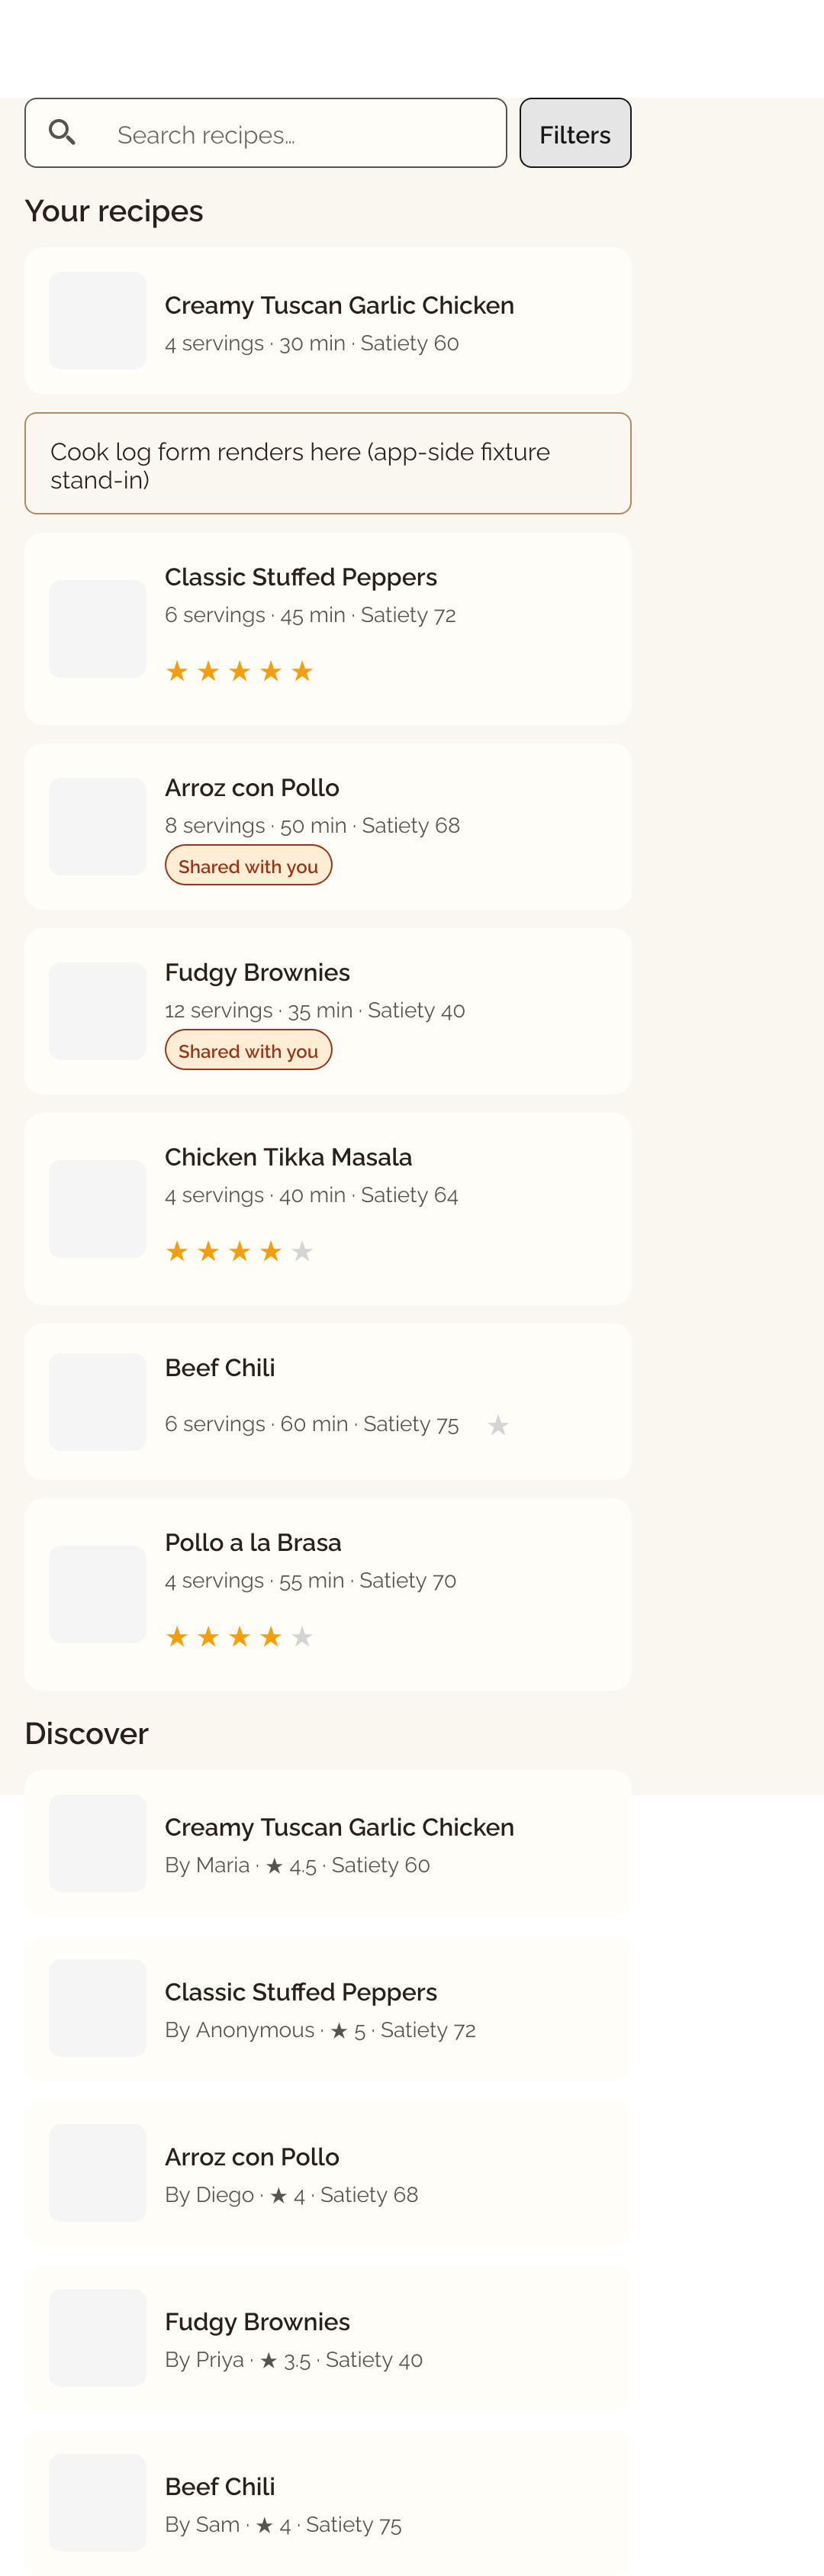 Search recipes…
Filters
Your recipes
Creamy Tuscan Garlic Chicken
4 servings · 30 min · Satiety 60
Cook log form renders here (app-side fixture
stand-in)
Classic Stuffed Peppers
6 servings · 45 min · Satiety 72
★ ★ ★ ★ ★
Arroz con Pollo
8 servings · 50 min · Satiety 68
Shared with you
Fudgy Brownies
12 servings · 35 min · Satiety 40
Shared with you
Chicken Tikka Masala
4 servings · 40 min · Satiety 64
★ ★ ★ ★ ★
Beef Chili
6 servings · 60 min · Satiety 75 ★
Pollo a la Brasa
4 servings · 55 min · Satiety 70
★ ★ ★ ★ ★
Discover
Creamy Tuscan Garlic Chicken
By Maria · ★ 4.5 · Satiety 60
Classic Stuffed Peppers
By Anonymous · ★ 5 · Satiety 72
Arroz con Pollo
By Diego · ★ 4 · Satiety 68
Fudgy Brownies
By Priya · ★ 3.5 · Satiety 40
Beef Chili
By Sam · ★ 4 · Satiety 75